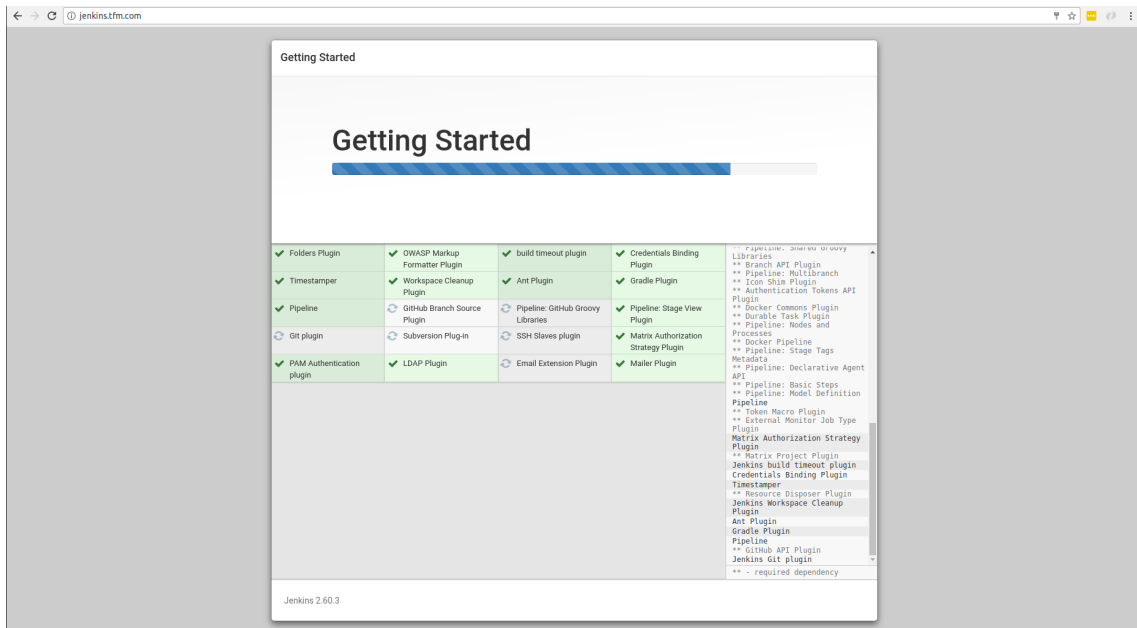 jenkins.tfm.com
Getting Started
Getting Started
Folders Plugin
OWASP Markup
Formatter Plugin
build timeout plugin
Credentials Binding
Plugin
Timestamper
Workspace Cleanup
Plugin
Ant Plugin
Gradle Plugin
Pipeline
GitHub Branch Source
Plugin
Pipeline: GitHub Groovy
Libraries
Pipeline: Stage View
Plugin
Git plugin
Subversion Plug-in
SSH Slaves plugin
Matrix Authorization
Strategy Plugin
PAM Authentication
plugin
LDAP Plugin
Email Extension Plugin
Mailer Plugin
** Pipeline: Shared Groovy
Libraries
** Branch API Plugin
** Pipeline: Multibranch
** Icon Shim Plugin
** Authentication Tokens API
Plugin
** Docker Commons Plugin
** Durable Task Plugin
** Pipeline: Nodes and
Processes
** Docker Pipeline
** Pipeline: Stage Tags
Metadata
** Pipeline: Declarative Agent
API
** Pipeline: Basic Steps
** Pipeline: Model Definition
Pipeline
** Token Macro Plugin
** External Monitor Job Type
Plugin
Matrix Authorization Strategy
Plugin
** Matrix Project Plugin
Jenkins build timeout plugin
Credentials Binding Plugin
Timestamper
** Resource Disposer Plugin
Jenkins Workspace Cleanup
Plugin
Ant Plugin
Gradle Plugin
Pipeline
** GitHub API Plugin
Jenkins Git plugin
** - required dependency
Jenkins 2.60.3